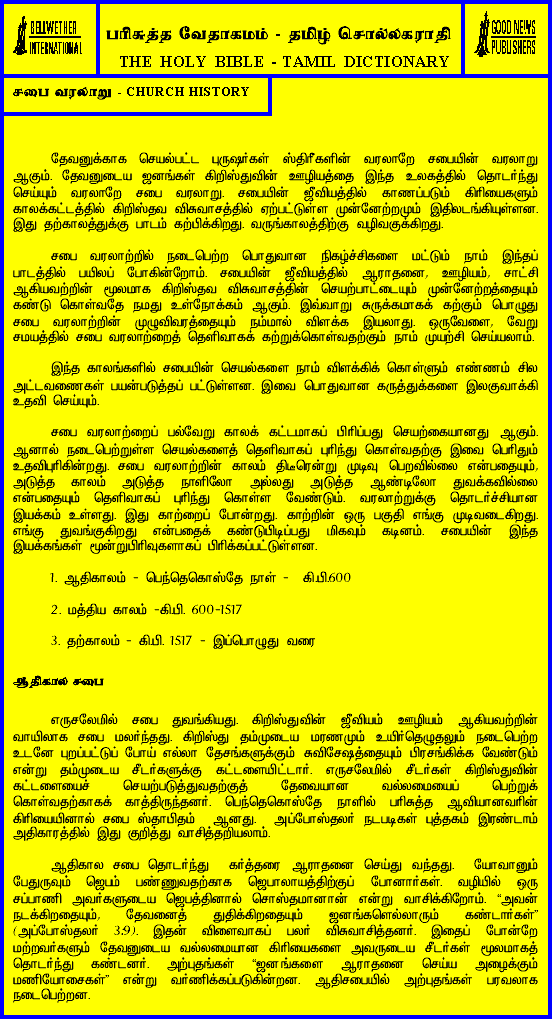 BELLWETHER
INTERNATIONAL
பரிசுத்த வேதாகமம் - தமிழ் சொல்லகராதி
THE HOLY BIBLE - TAMIL DICTIONARY
GOOD NEWS
PUBLISHERS
சபை வரலாறு - CHURCH HISTORY
தேவனுக்காக செயல்பட்ட புருஷர்கள் ஸ்திரீகளின் வரலாறே சபையின் வரலாறு
ஆகும். தேவனுடைய ஜனங்கள் கிறிஸ்துவின் ஊழியத்தை இந்த உலகத்தில் தொடர்ந்து
செய்யும் வரலாறே சபை வரலாறு. சபையின் ஜீவியத்தில் காணப்படும் கிரியைகளும்
காலக்கட்டத்தில் கிறிஸ்தவ விசுவாசத்தில் ஏற்பட்டுள்ள முன்னேற்றமும் இதிலடங்கியுள்ளன.
இது தற்காலத்துக்கு பாடம் கற்பிக்கிறது. வருங்காலத்திற்கு வழிவகுக்கிறது.
சபை வரலாற்றில் நடைபெற்ற பொதுவான நிகழ்ச்சிகளை மட்டும் நாம் இந்தப்
பாடத்தில் பயிலப் போகின்றோம். சபையின் ஜீவியத்தில் ஆராதனை, ஊழியம், சாட்சி
ஆகியவற்றின் மூலமாக கிறிஸ்தவ விசுவாசத்தின் செயற்பாட்டையும் முன்னேற்றத்தையும்
கண்டு கொள்வதே நமது உள்நோக்கம் ஆகும். இவ்வாறு சுருக்கமாகக் கற்கும் பொழுது
சபை வரலாற்றின் முழுவிவரத்தையும் நம்மால் விளக்க இயலாது. ஒருவேளை, வேறு
சமயத்தில் சபை வரலாற்றைத் தெளிவாகக் கற்றுக்கொள்வதற்கும் நாம் முயற்சி செய்யலாம்.
இந்த காலங்களில் சபையின் செயல்களை நாம் விளக்கிக் கொள்ளும் எண்ணம் சில
அட்டவணைகள் பயன்படுத்தப் பட்டுள்ளன. இவை பொதுவான கருத்துக்களை இலகுவாக்கி
உதவி செய்யும்.
சபை வரலாற்றைப் பல்வேறு காலக் கட்டமாகப் பிரிப்பது செயற்கையானது ஆகும்.
ஆனால் நடைபெற்றுள்ள செயல்களைத் தெளிவாகப் புரிந்து கொள்வதற்கு இவை பெரிதும்
உதவிபுரிகின்றது. சபை வரலாற்றின் காலம் திடீரென்று முடிவு பெறவில்லை என்பதையும்,
அடுத்த காலம் அடுத்த நாளிலோ அல்லது அடுத்த ஆண்டிலோ துவக்கவில்லை
என்பதையும் தெளிவாகப் புரிந்து கொள்ள வேண்டும். வரலாற்றுக்கு தொடர்ச்சியான
இயக்கம் உள்ளது. இது காற்றைப் போன்றது. காற்றின் ஒரு பகுதி எங்கு முடிவடைகிறது.
எங்கு துவங்குகிறது என்பதைக் கண்டுபிடிப்பது மிகவும் கடினம். சபையின் இந்த
இயக்கங்கள் மூன்றுபிரிவுகளாகப் பிரிக்கப்பட்டுள்ளன.
1. ஆதிகாலம் - பெந்தெகொஸ்தே நாள் - கி.பி.600
2. மத்திய காலம் -கி.பி. 600-1517
3. தற்காலம் - கி.பி. 1517 - இப்பொழுது வரை
ஆதிகால சபை
எருசலேமில் சபை துவங்கியது. கிறிஸ்துவின் ஜீவியம் ஊழியம் ஆகியவற்றின்
வாயிலாக சபை மலர்ந்தது. கிறிஸ்து தம்முடைய மரணமும் உயிர்தெழுதலும் நடைபெற்ற
உடனே புறப்பட்டுப் போய் எல்லா தேசங்களுக்கும் சுவிசேஷத்தையும் பிரசங்கிக்க வேண்டும்
என்று தம்முடைய சீடர்களுக்கு கட்டளையிட்டார். எருசலேமில் சீடர்கள் கிறிஸ்துவின்
கட்டளையைச் செயற்படுத்துவதற்குத் தேவையான வல்லமையைப் பெற்றுக்
கொள்வதற்காகக் காத்திருந்தனர். பெந்தெகொஸ்தே நாளில் பரிசுத்த ஆவியானவரின்
கிரியையினால் சபை ஸ்தாபிதம் ஆனது. அப்போஸ்தலர் நடபடிகள் புத்தகம் இரண்டாம்
அதிகாரத்தில் இது குறித்து வாசித்தறியலாம்.
ஆதிகால சபை தொடர்ந்து கர்த்தரை ஆராதனை செய்து வந்தது. யோவானும்
பேதுருவும் ஜெபம் பண்ணுவதற்காக ஜெபாலாயத்திற்குப் போனார்கள். வழியில் ஒரு
சப்பாணி அவர்களுடைய ஜெபத்தினால் சொஸ்தமானான் என்று வாசிக்கிறோம். “அவன்
நடக்கிறதையும், தேவனைத் துதிக்கிறதையும் ஜனங்களெல்லாரும் கண்டார்கள்”
(அப்போஸ்தலர் 3.9). இதன் விளைவாகப் பலர் விசுவாசித்தனர். இதைப் போன்றே
மற்றவர்களும் தேவனுடைய வல்லமையான கிரியைகளை அவருடைய சீடர்கள் மூலமாகத்
தொடர்ந்து கண்டனர். அற்புதங்கள் “ஜனங்களை ஆராதனை செய்ய அழைக்கும்
மணியோசைகள்” என்று வர்ணிக்கப்படுகின்றன. ஆதிசபையில் அற்புதங்கள் பரவலாக
நடைபெற்றன.